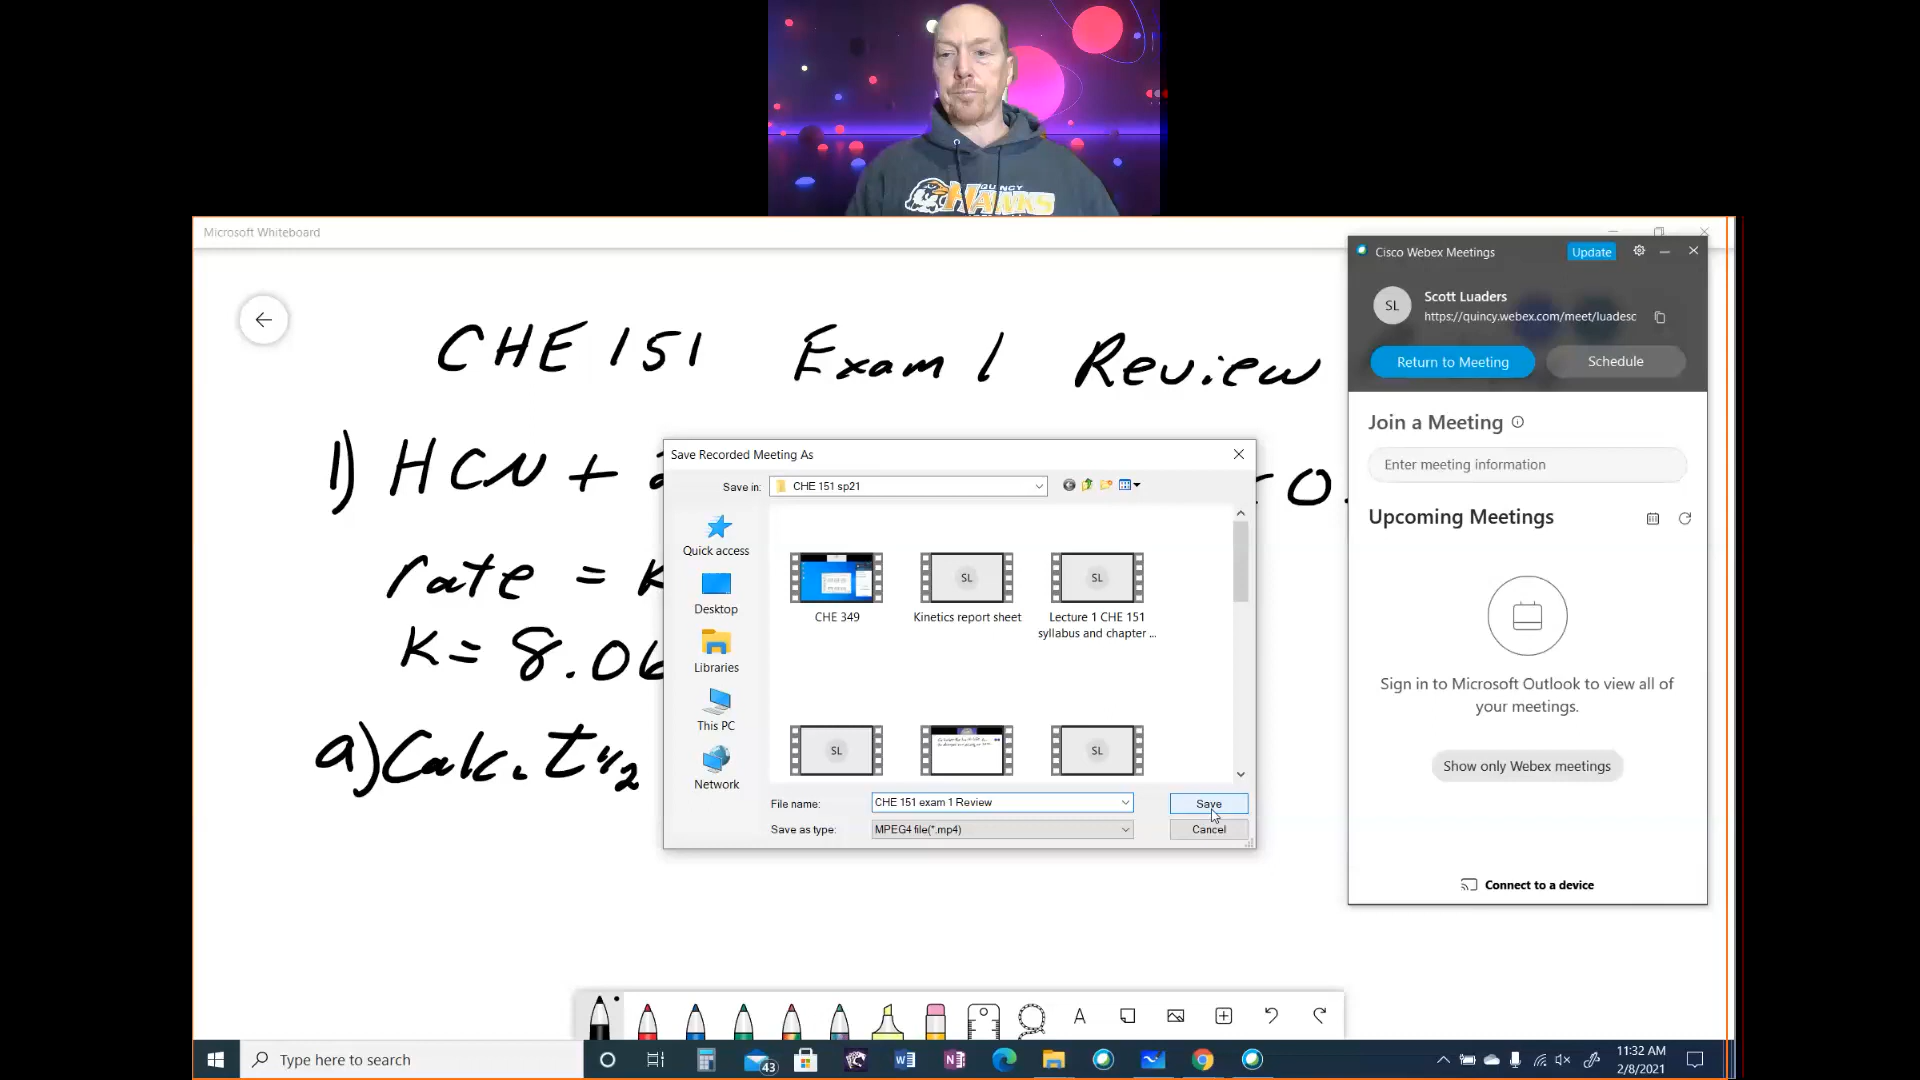 QUINCY
HAWKS
Microsoft Whiteboard
CHE 151 Exam 1 Review
1) HCN +
rate = k
k = 8.06
a) Calc. t 1/2
Save Recorded Meeting As
Save in: CHE 151 sp21
Quick access
Desktop
Libraries
This PC
Network
CHE 349
SL
Kinetics report sheet
SL
Lecture 1 CHE 151
syllabus and chapter ...
SL
SL
File name: CHE 151 exam 1 Review
Save
Save as type: MPEG4 file(*.mp4)
Cancel
Cisco Webex Meetings
Update
SL
Scott Luaders
https://quincy.webex.com/meet/luadesc
Return to Meeting
Schedule
Join a Meeting
Enter meeting information
Upcoming Meetings
Sign in to Microsoft Outlook to view all of
your meetings.
Show only Webex meetings
Connect to a device
A
Type here to search
43
11:32 AM
2/8/2021